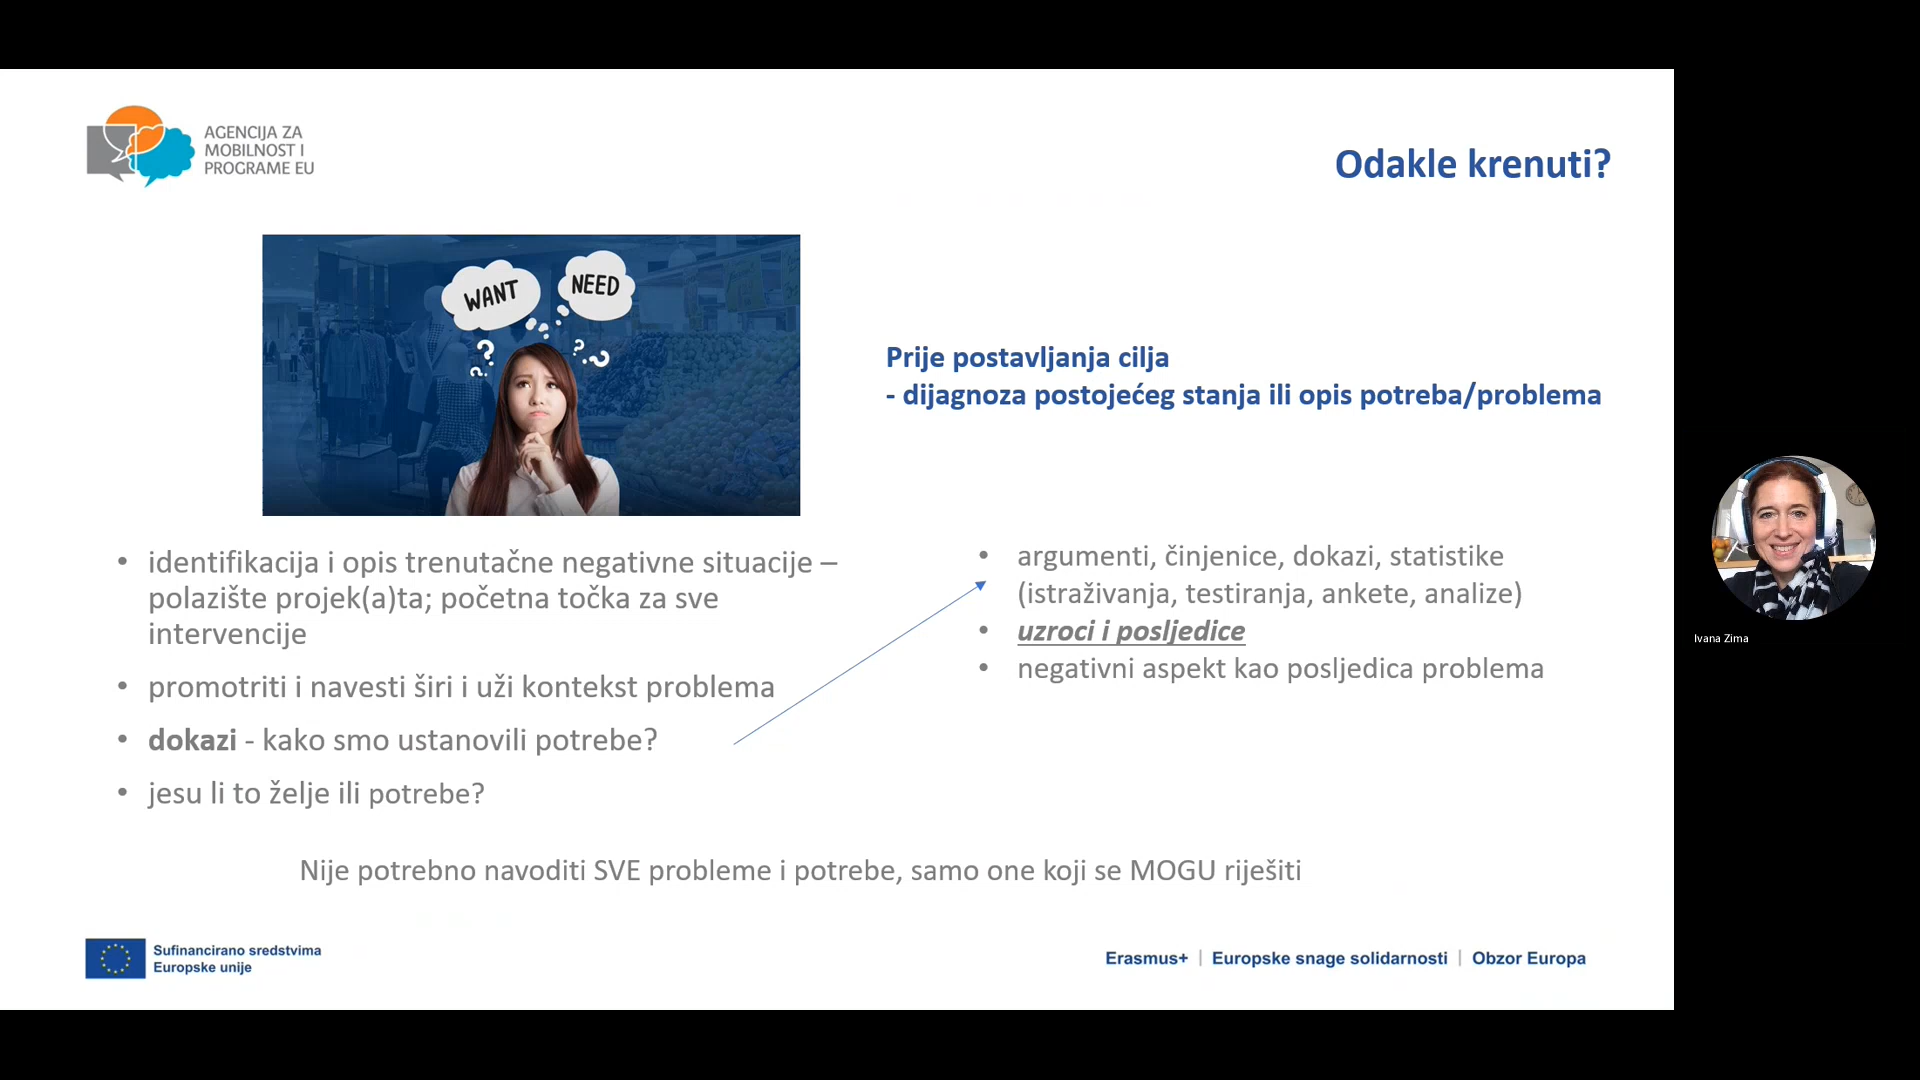 AGENCIJA ZA
MOBILNOST I
PROGRAME EU
Odakle krenuti?
WANT
NEED
Prije postavljanja cilja
- dijagnoza postojećeg stanja ili opis potreba/problema
• identifikacija i opis trenutačne negativne situacije –
polazište projek(a)ta; početna točka za sve
intervencije
• promotriti i navesti širi i uži kontekst problema
• dokazi - kako smo ustanovili potrebe?
• jesu li to želje ili potrebe?
• argumenti, činjenice, dokazi, statistike
(istraživanja, testiranja, ankete, analize)
• uzroci i posljedice
• negativni aspekt kao posljedica problema
Nije potrebno navoditi SVE probleme i potrebe, samo one koji se MOGU riješiti
Sufinancirano sredstvima
Europske unije
Erasmus+ | Europske snage solidarnosti | Obzor Europa
Ivana Zima